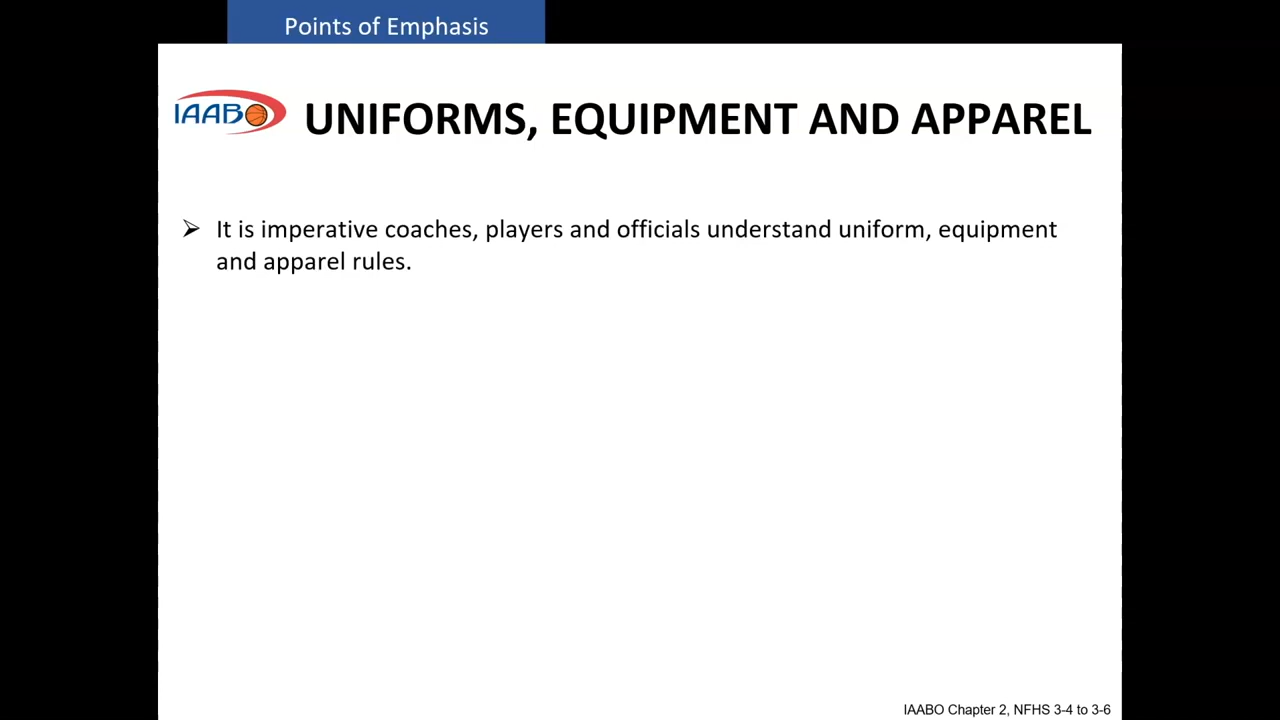 Points of Emphasis
IAABO
UNIFORMS, EQUIPMENT AND APPAREL
➢ It is imperative coaches, players and officials understand uniform, equipment
and apparel rules.
IAABO Chapter 2, NFHS 3-4 to 3-6